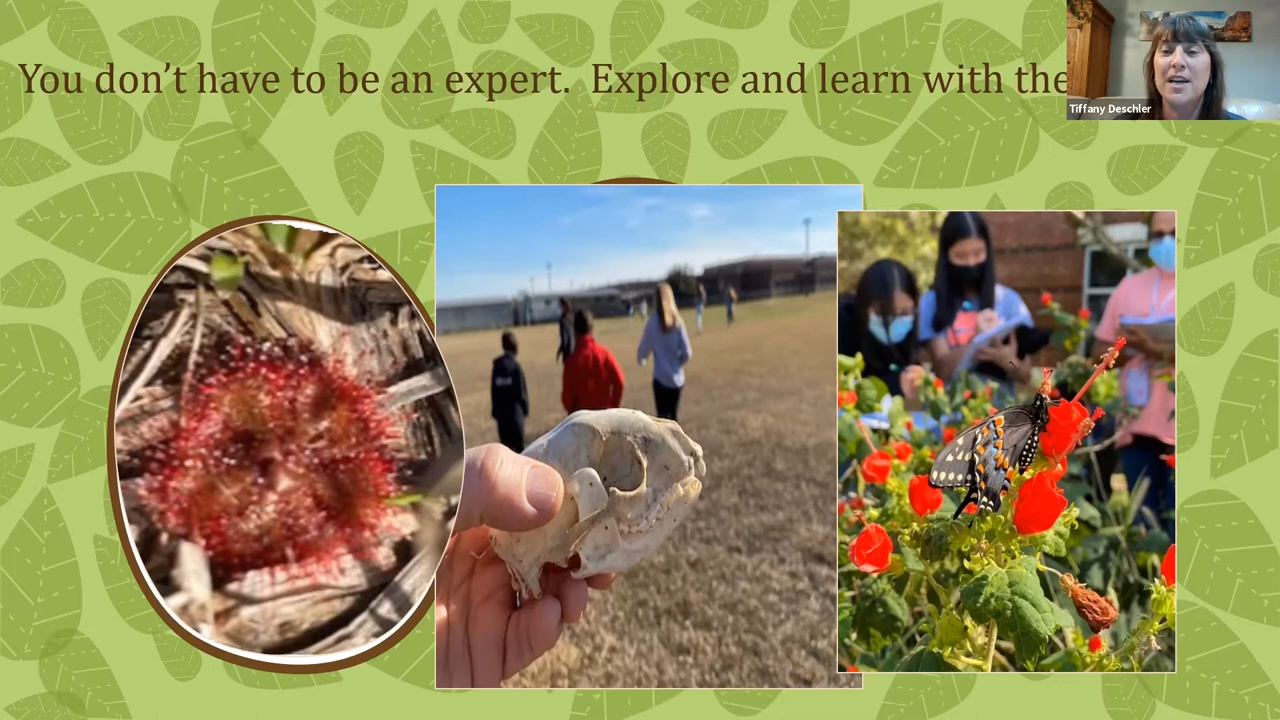 You don't have to be an expert.  Explore and learn with the
Tiffany Deschler